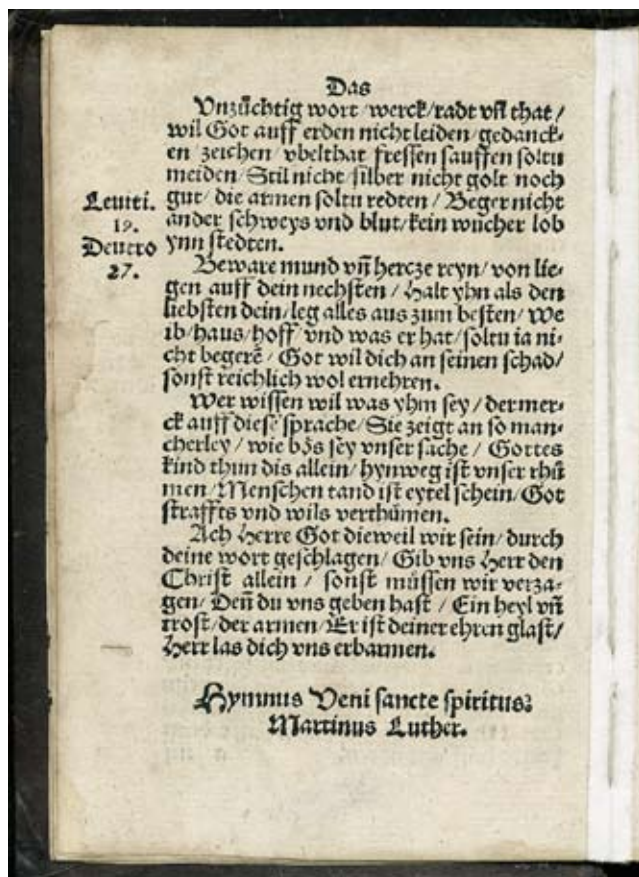 Das
Vnzüchtig wort/werck/radt vñ that/
wil Got auff erden nicht leiden/gedanck-
en zeichen/vbelthat fressen sauffen soltu
meiden/Stil nicht/silber nicht golt noch
gut/die armen soltu redten/Beger nicht
ander schweys vnd blut/kein wucher lob
ynn stedten.
Leuiti.
19.
Deutro
27.
Beware mund vñ hercze reyn/von lie-
gen auff dein nechsten/Halt yhn als den
liebsten dein/leg alles aus zum besten/We
ib/haus/hoff/vnd was er hat/soltu ia ni-
cht begerē/Got wil dich an seinen schad/
sonst reichlich wol ernehren.
Wer wissen wil was yhm sey/der mer-
ck auff diese sprache/Sie zeigt an so man-
cherley/wie bös sey vnser sache/Gottes
kind thun dis allein/hynweg ist vnser rhů
men/Menschen tand ist eytel schein/Got
straffts vnd wils verthůmen.
Ach Herre Got dieweil wir sein/durch
deine wort geschlagen/Gib vns Herr den
Christ allein/sonst müssen wir verza-
gen/Deñ du vns geben hast/Ein heyl vñ
trost/der armen/Er ist deiner ehren glast/
Herr las dich vns erbarmen.
Hymnus Veni sancte spiritus:
Martinus Luther.